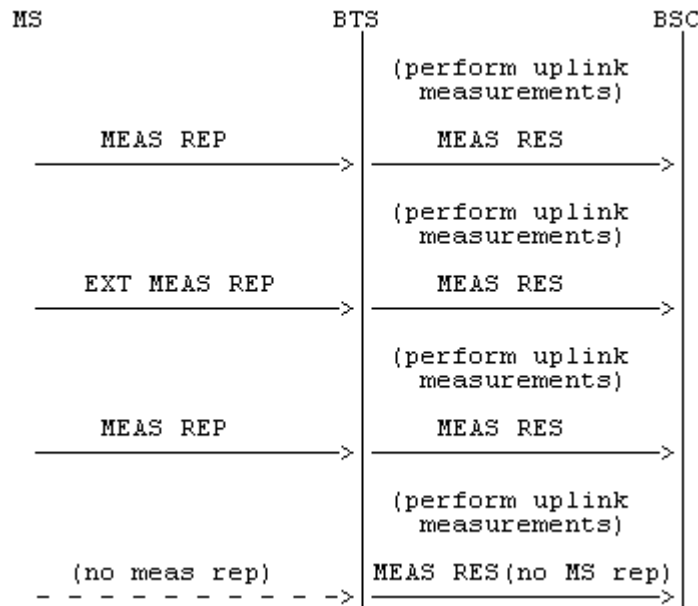 MS BTS BSC
(perform uplink
measurements)
MEAS REP MEAS RES
(perform uplink
measurements)
EXT MEAS REP MEAS RES
(perform uplink
measurements)
MEAS REP MEAS RES
(perform uplink
measurements)
(no meas rep) MEAS RES(no MS rep)